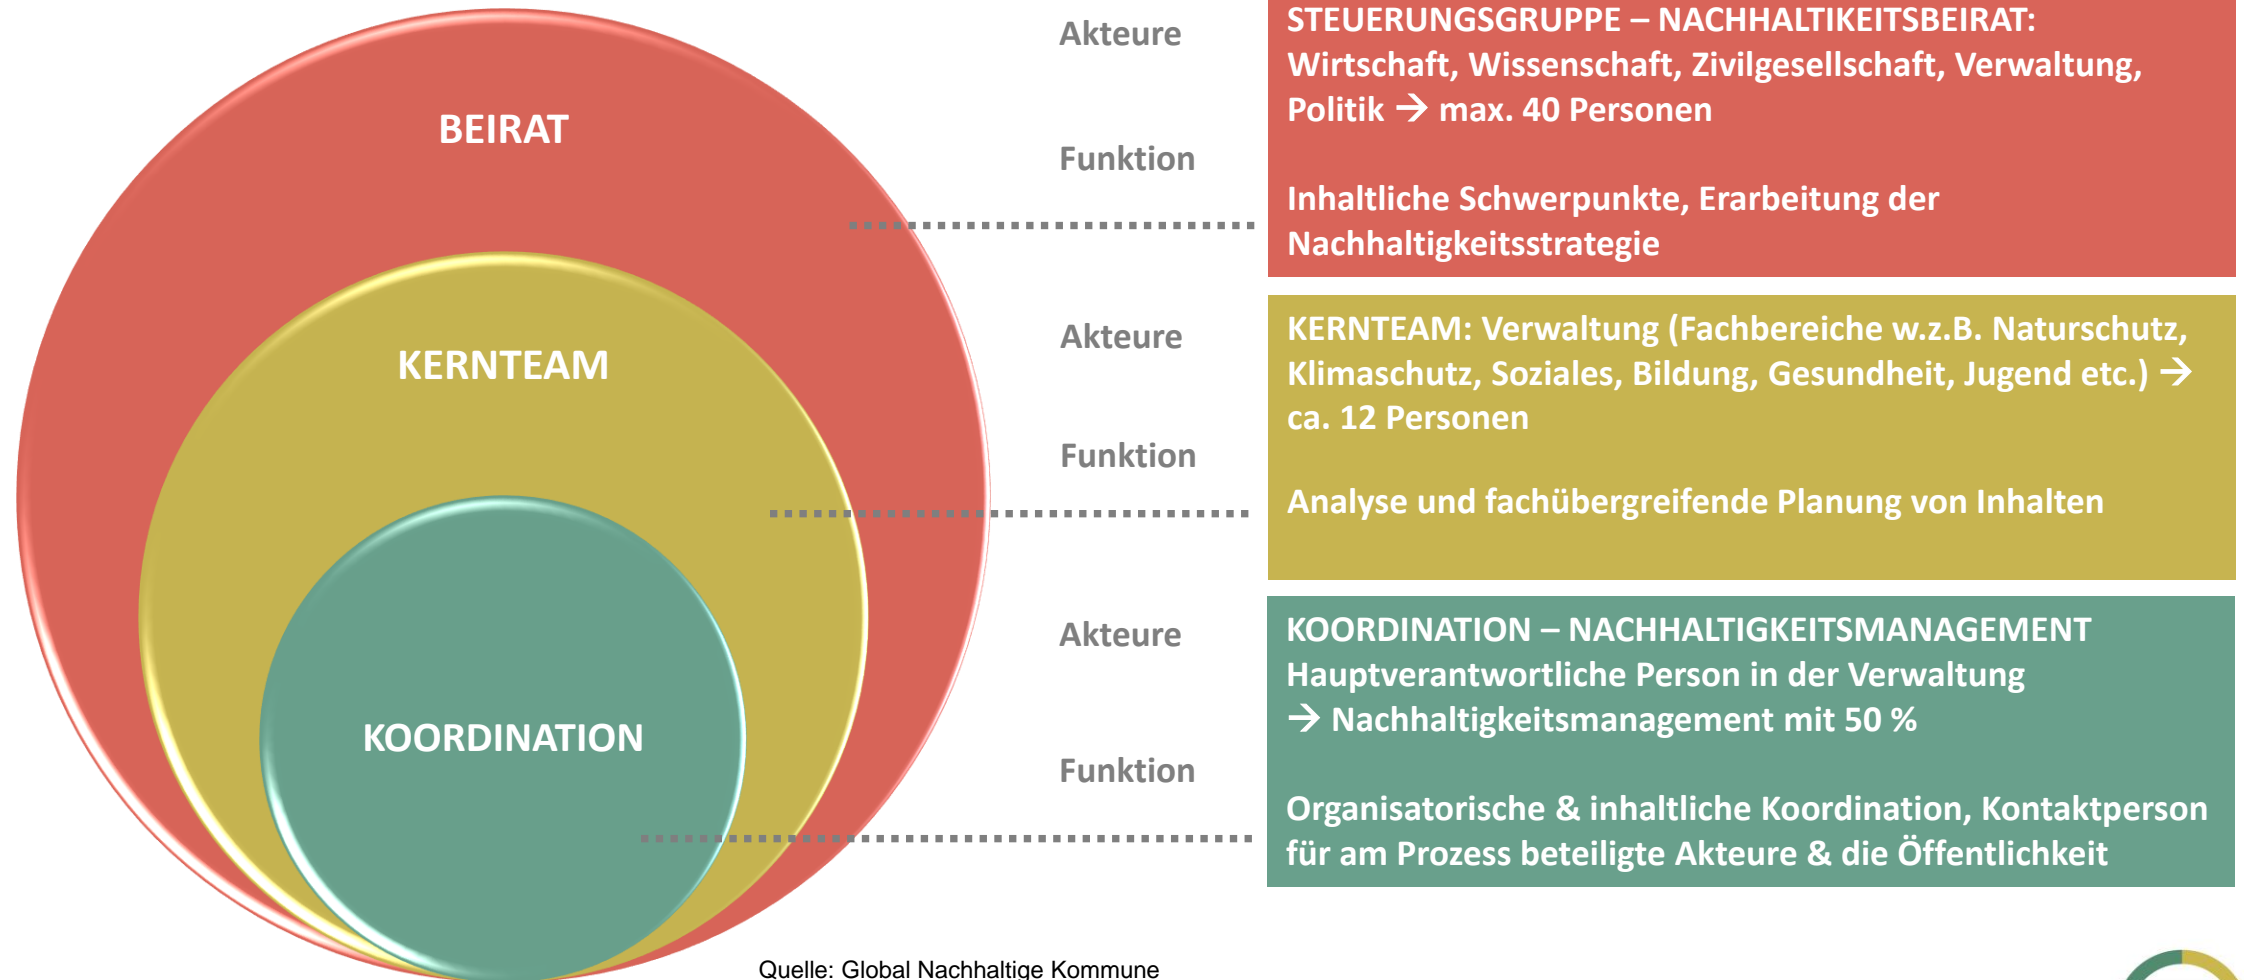 BEIRAT
KERNTEAM
KOORDINATION
Akteure
Funktion
STEUERUNGSGRUPPE – NACHHALTIKEITSBEIRAT:
Wirtschaft, Wissenschaft, Zivilgesellschaft, Verwaltung,
Politik → max. 40 Personen
Inhaltliche Schwerpunkte, Erarbeitung der
Nachhaltigkeitsstrategie
Akteure
Funktion
KERNTEAM: Verwaltung (Fachbereiche w.z.B. Naturschutz,
Klimaschutz, Soziales, Bildung, Gesundheit, Jugend etc.) →
ca. 12 Personen
Analyse und fachübergreifende Planung von Inhalten
Akteure
Funktion
KOORDINATION – NACHHALTIGKEITSMANAGEMENT
Hauptverantwortliche Person in der Verwaltung
→ Nachhaltigkeitsmanagement mit 50 %
Organisatorische & inhaltliche Koordination, Kontaktperson
für am Prozess beteiligte Akteure & die Öffentlichkeit
Quelle: Global Nachhaltige Kommune